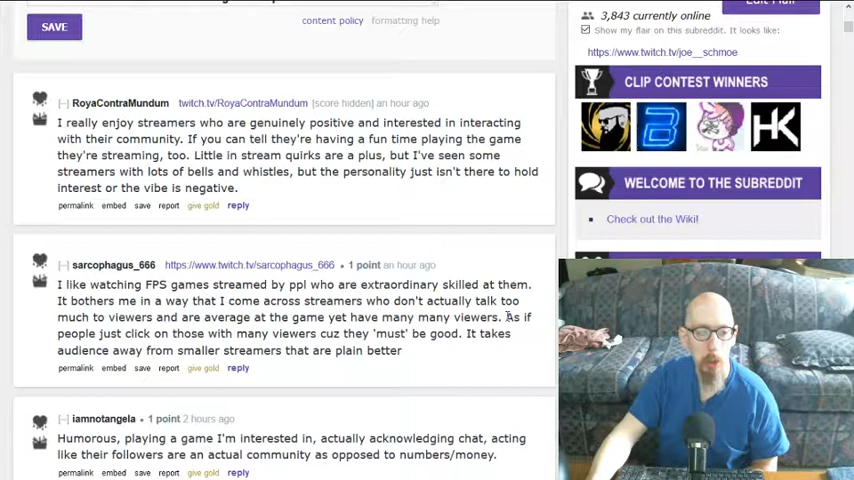 SAVE
content policy formatting help
[–] RoyaContraMundum twitch.tv/RoyaContraMundum [score hidden] an hour ago
I really enjoy streamers who are genuinely positive and interested in interacting
with their community. If you can tell they're having a fun time playing the game
they're streaming, too. Little in stream quirks are a plus, but I've seen some
streamers with lots of bells and whistles, but the personality just isn't there to hold
interest or the vibe is negative.
permalink embed save report give gold reply
[–] sarcophagus_666 https://www.twitch.tv/sarcophagus_666 • 1 point an hour ago
I like watching FPS games streamed by ppl who are extraordinary skilled at them.
It bothers me in a way that I come across streamers who don't actually talk too
much to viewers and are average at the game yet have many many viewers. As if
people just click on those with many viewers cuz they 'must' be good. It takes
audience away from smaller streamers that are plain better
permalink embed save report give gold reply
[–] iamnotangela • 1 point 2 hours ago
Humorous, playing a game I'm interested in, actually acknowledging chat, acting
like their followers are an actual community as opposed to numbers/money.
permalink embed save report give gold reply
Edit Flair
3,843 currently online
Show my flair on this subreddit. It looks like:
https://www.twitch.tv/joe__schmoe
CLIP CONTEST WINNERS
B
HK
WELCOME TO THE SUBREDDIT
Check out the Wiki!